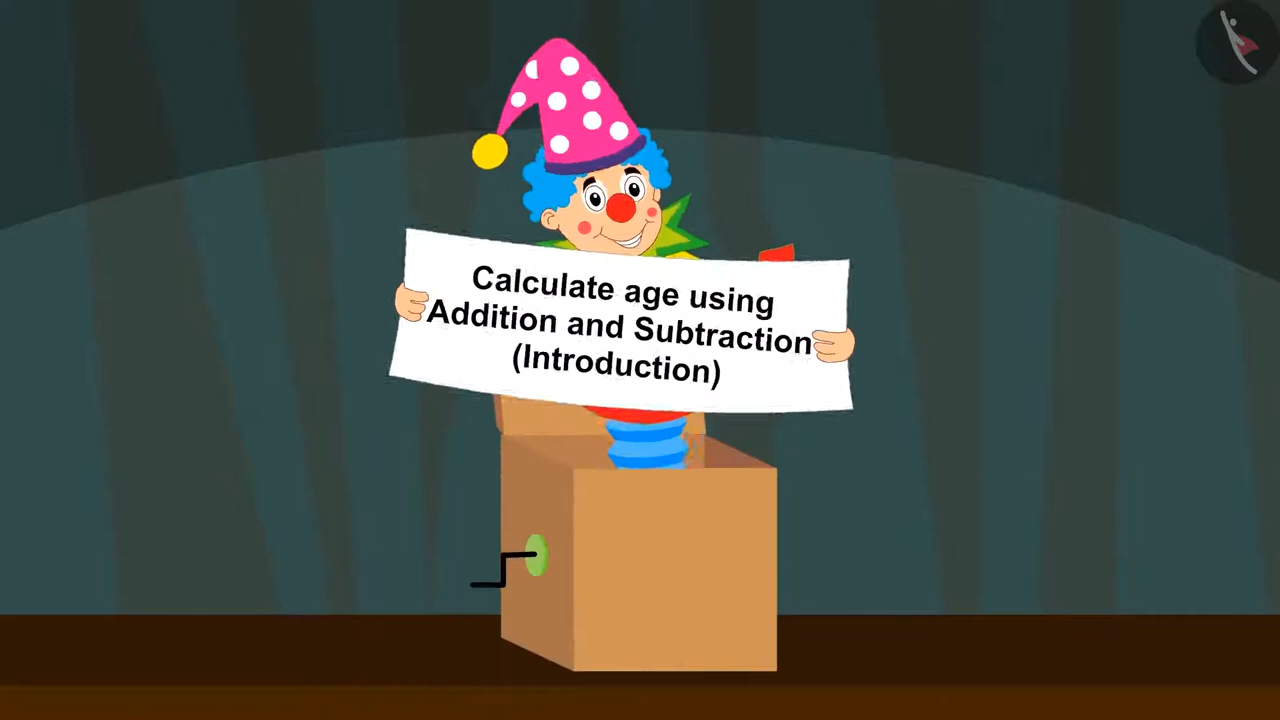 Calculate age using
Addition and Subtraction
(Introduction)